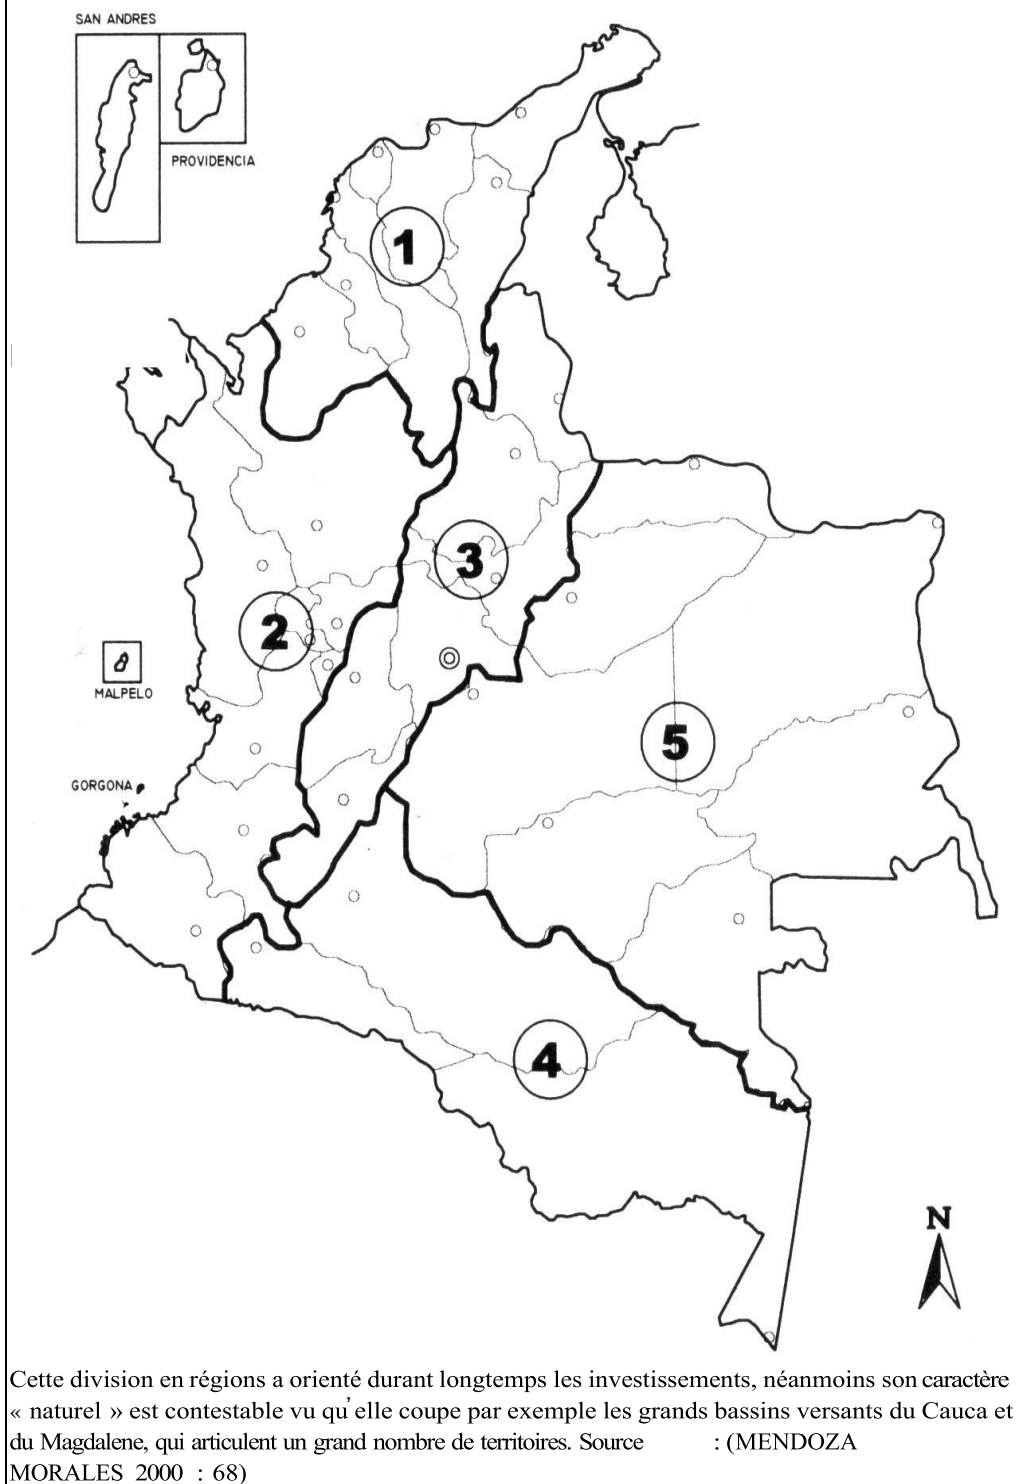 SAN ANDRES
PROVIDENCIA
1
2
3
MALPELO
5
GORGONA
4
N
Cette division en régions a orienté durant longtemps les investissements, néanmoins son caractère
« naturel » est contestable vu qu'elle coupe par exemple les grands bassins versants du Cauca et
du Magdalene, qui articulent un grand nombre de territoires. Source : (MENDOZA
MORALES 2000 : 68)